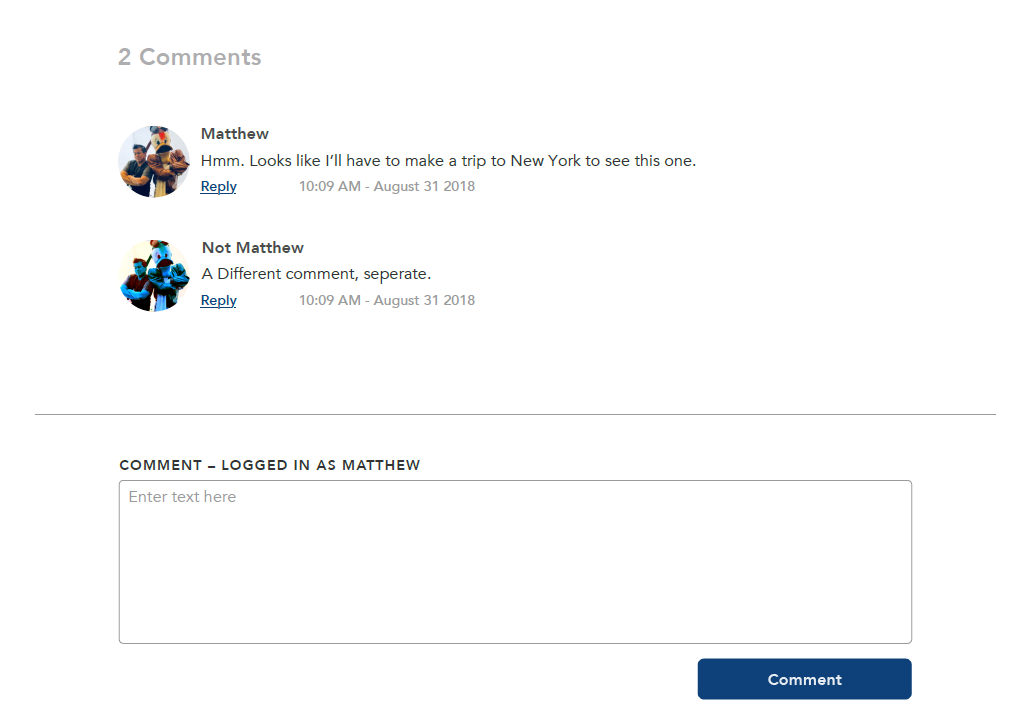 2 Comments
Matthew
Hmm. Looks like I’ll have to make a trip to New York to see this one.
Reply 10:09 AM - August 31 2018
Not Matthew
A Different comment, seperate.
Reply 10:09 AM - August 31 2018
COMMENT – LOGGED IN AS MATTHEW
Enter text here
Comment